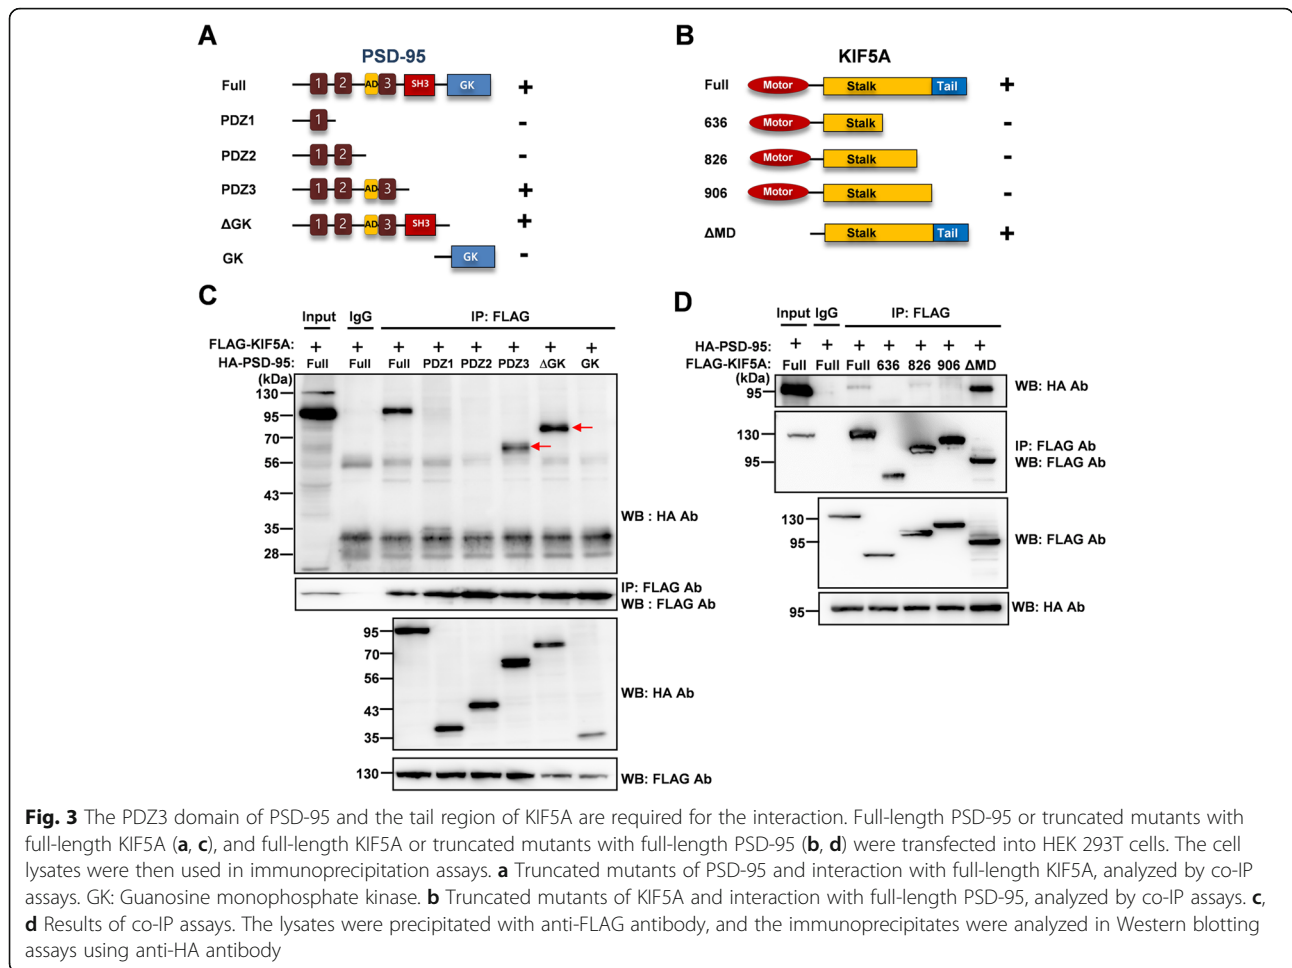 A
PSD-95
Full 1 2 AD 3 SH3 GK +
PDZ1 1 -
PDZ2 1 2 -
PDZ3 1 2 AD 3 +
ΔGK 1 2 AD 3 SH3 +
GK GK -
B
KIF5A
Full Motor Stalk Tail +
636 Motor Stalk -
826 Motor Stalk -
906 Motor Stalk -
ΔMD Stalk Tail +
C
Input IgG IP: FLAG
FLAG-KIF5A: + + + + + + + +
HA-PSD-95: Full Full Full PDZ1 PDZ2 PDZ3 ΔGK GK
(kDa)
130
95
70
56
43
35
28
WB : HA Ab
IP: FLAG Ab
WB : FLAG Ab
95
70
56
43
35
WB: HA Ab
130
WB: FLAG Ab
D
Input IgG IP: FLAG
HA-PSD-95: + + + + + + +
FLAG-KIF5A: Full Full Full 636 826 906 ΔMD
(kDa)
95
WB: HA Ab
130
95
IP: FLAG Ab
WB: FLAG Ab
130
95
WB: FLAG Ab
95
WB: HA Ab
Fig. 3 The PDZ3 domain of PSD-95 and the tail region of KIF5A are required for the interaction. Full-length PSD-95 or truncated mutants with
full-length KIF5A (a, c), and full-length KIF5A or truncated mutants with full-length PSD-95 (b, d) were transfected into HEK 293T cells. The cell
lysates were then used in immunoprecipitation assays. a Truncated mutants of PSD-95 and interaction with full-length KIF5A, analyzed by co-IP
assays. GK: Guanosine monophosphate kinase. b Truncated mutants of KIF5A and interaction with full-length PSD-95, analyzed by co-IP assays. c,
d Results of co-IP assays. The lysates were precipitated with anti-FLAG antibody, and the immunoprecipitates were analyzed in Western blotting
assays using anti-HA antibody